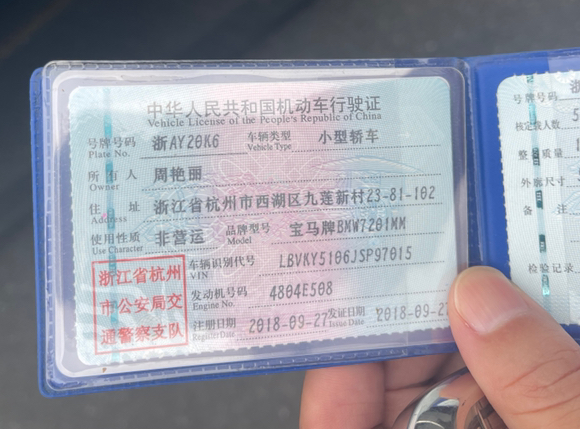 中华人民共和国机动车行驶证
Vehicle License of the People's Republic of China
号牌号码 浙AY20K6 车辆类型 小型轿车
Plate No. Vehicle Type
所有人 周艳丽
Owner
住址 浙江省杭州市西湖区九莲新村23-81-102
Address
使用性质 非营运 品牌型号 宝马牌BMW7201MM
Use Character Model
车辆识别代号 LBVKY5106JSP97015
VIN
发动机号码 4804E508
Engine No.
注册日期 2018-09-27 发证日期 2018-09-27
Register Date Issue Date
浙江省杭州
市公安局交
通警察支队
号牌号码
核定载人数 5
整 质量
外廓尺寸
备 注
检验记录